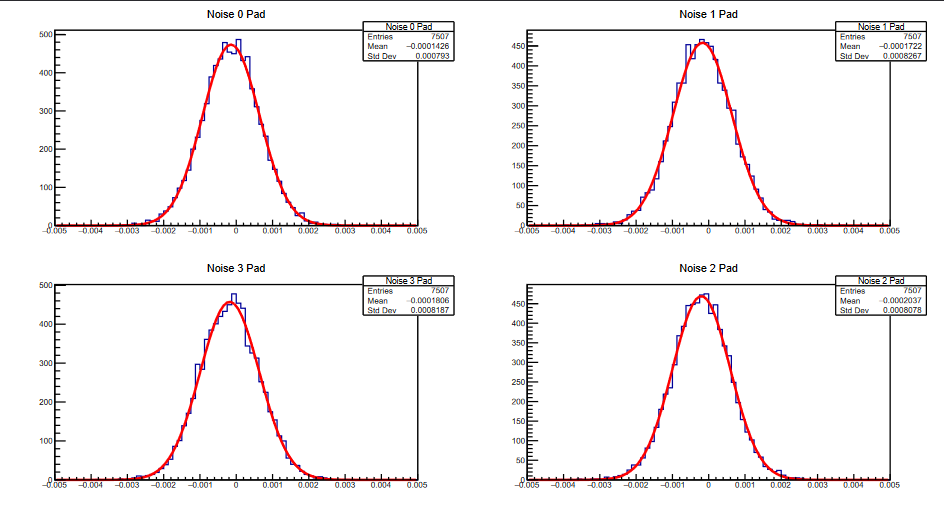 Noise 0 Pad
Noise 0 Pad
Entries 7507
Mean −0.0001426
Std Dev 0.000793
500
400
300
200
100
0
−0.005 −0.004 −0.003 −0.002 −0.001 0 0.001 0.002 0.003 0.004 0.005
Noise 1 Pad
Noise 1 Pad
Entries 7507
Mean −0.0001722
Std Dev 0.0008267
450
400
350
300
250
200
150
100
50
0
−0.005 −0.004 −0.003 −0.002 −0.001 0 0.001 0.002 0.003 0.004 0.005
Noise 3 Pad
Noise 3 Pad
Entries 7507
Mean −0.0001806
Std Dev 0.0008187
500
400
300
200
100
0
−0.005 −0.004 −0.003 −0.002 −0.001 0 0.001 0.002 0.003 0.004 0.005
Noise 2 Pad
Noise 2 Pad
Entries 7507
Mean −0.0002037
Std Dev 0.0008078
450
400
350
300
250
200
150
100
50
0
−0.005 −0.004 −0.003 −0.002 −0.001 0 0.001 0.002 0.003 0.004 0.005